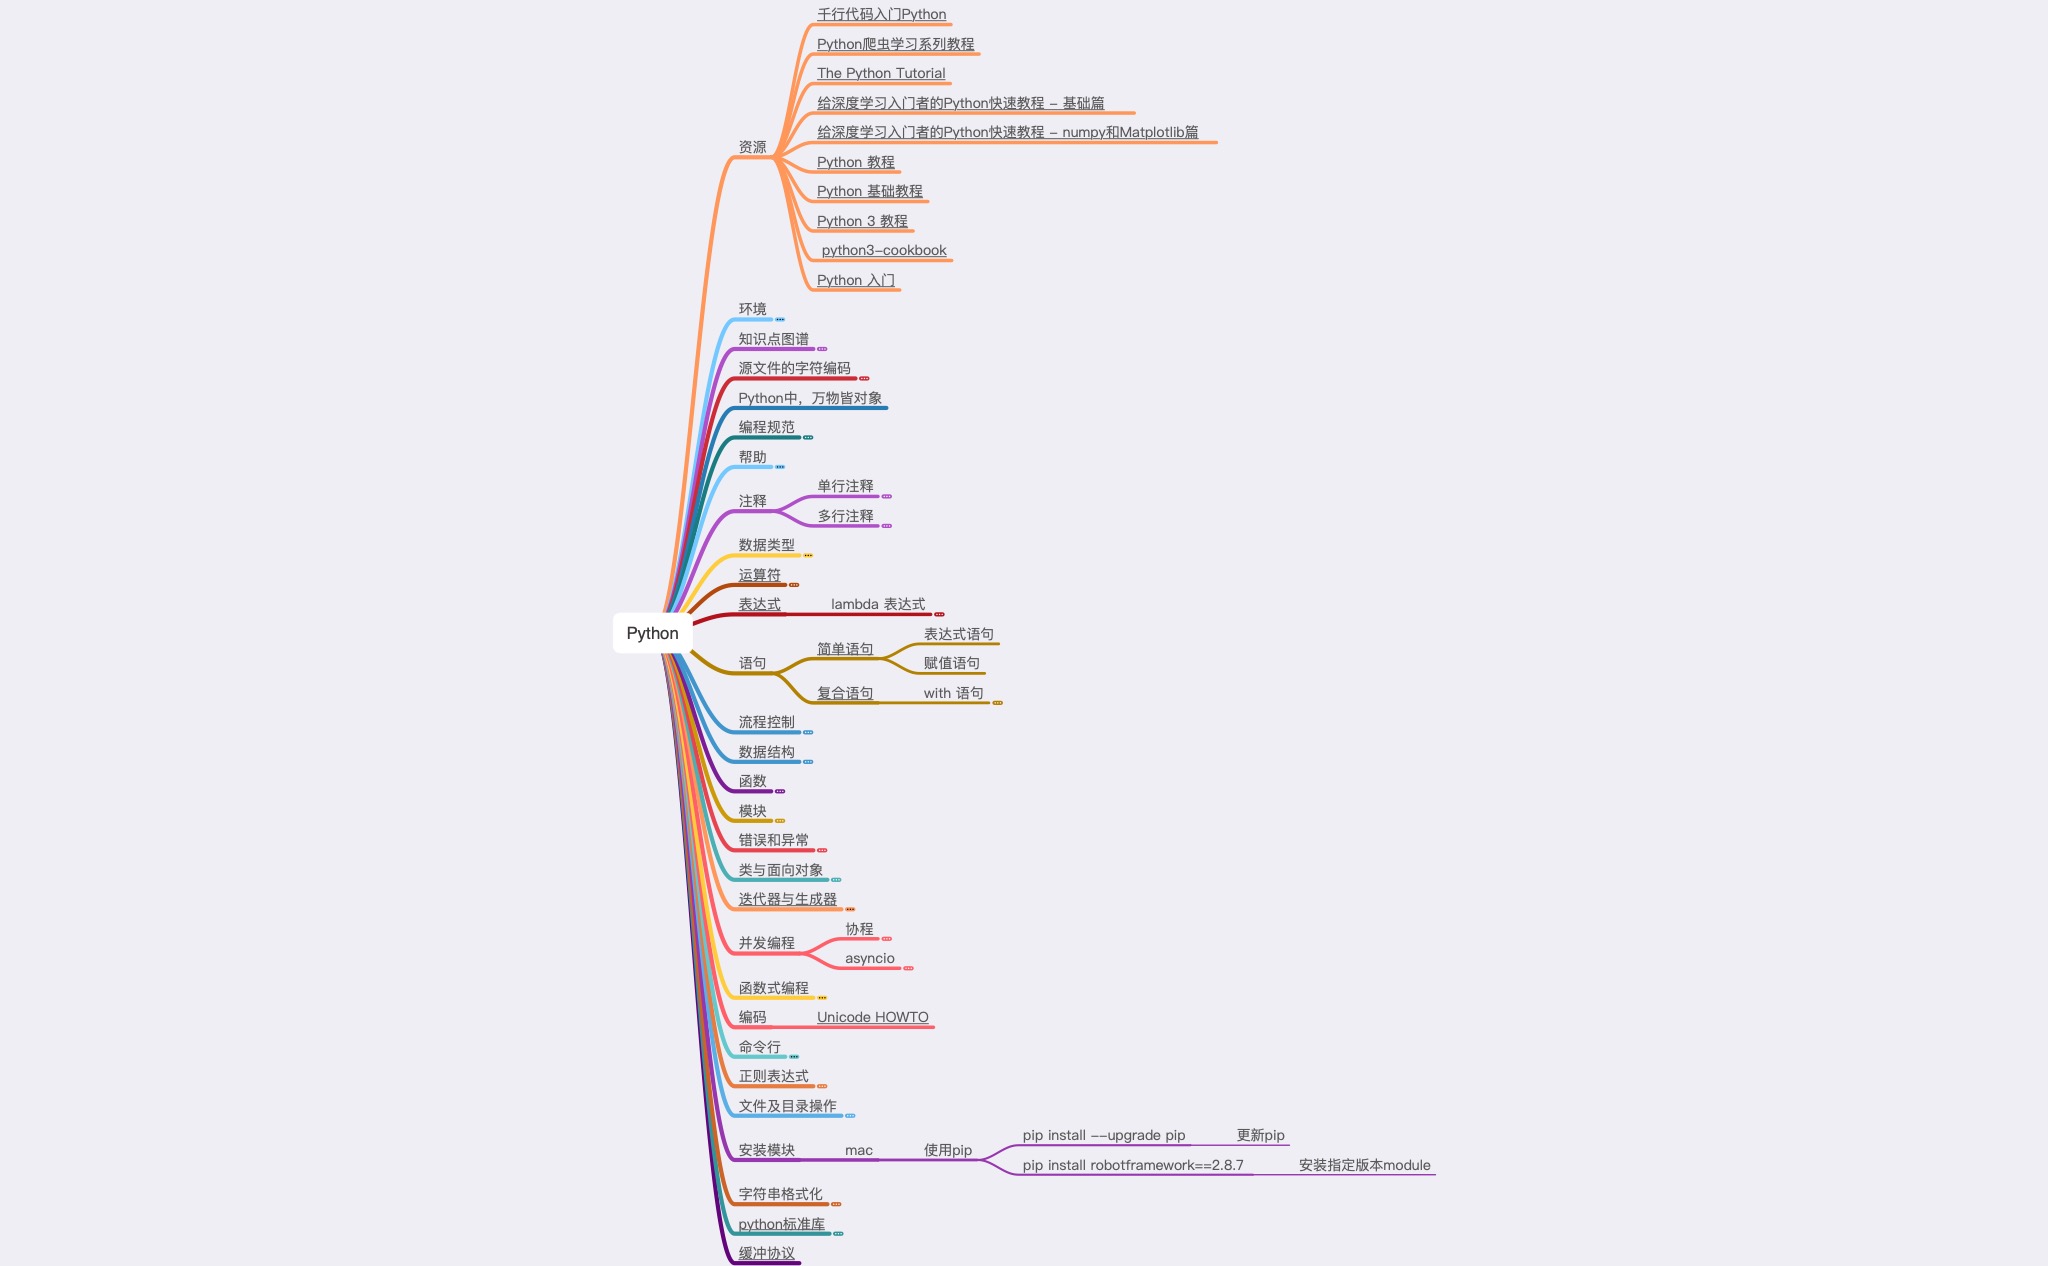 千行代码入门Python
Python爬虫学习系列教程
The Python Tutorial
给深度学习入门者的Python快速教程 - 基础篇
给深度学习入门者的Python快速教程 - numpy和Matplotlib篇
资源
Python 教程
Python 基础教程
Python 3 教程
python3-cookbook
Python 入门
环境
知识点图谱
源文件的字符编码
Python中，万物皆对象
编程规范
帮助
单行注释
注释
多行注释
数据类型
运算符
表达式 lambda 表达式
Python
表达式语句
简单语句
语句
赋值语句
复合语句 with 语句
流程控制
数据结构
函数
模块
错误和异常
类与面向对象
迭代器与生成器
协程
并发编程
asyncio
函数式编程
编码 Unicode HOWTO
命令行
正则表达式
文件及目录操作
pip install --upgrade pip 更新pip
安装模块 mac 使用pip
pip install robotframework==2.8.7 安装指定版本module
字符串格式化
python标准库
缓冲协议